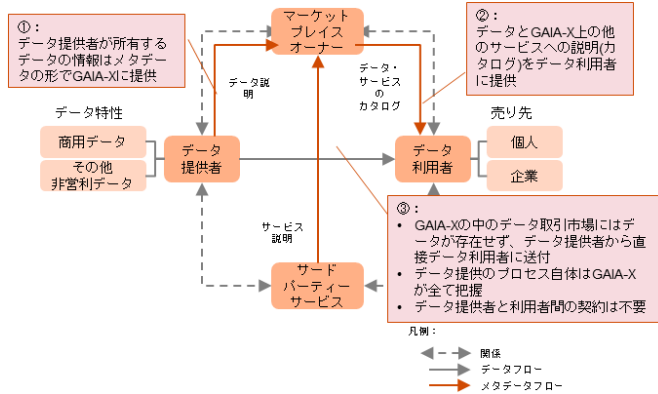 ①：
データ提供者が所有する
データの情報はメタデー
タの形でGAIA-Xに提供
マーケット
プレイス
オーナー
②：
データとGAIA-X上の他
のサービスへの説明(カ
タログ)をデータ利用者
に提供
データ説
明
データ・
サービス
の
カタログ
データ特性
商用データ
その他
非営利データ
データ
提供者
データ
利用者
売り先
個人
企業
サービス
説明
サード
パーティー
サービス
③：
• GAIA-Xの中のデータ取引市場にはデ
ータが存在せず、データ提供者から直
接データ利用者に送付
• データ提供のプロセス自体はGAIA-X
が全て把握
• データ提供者と利用者間の契約は不要
凡例：
関係
データフロー
メタデータフロー